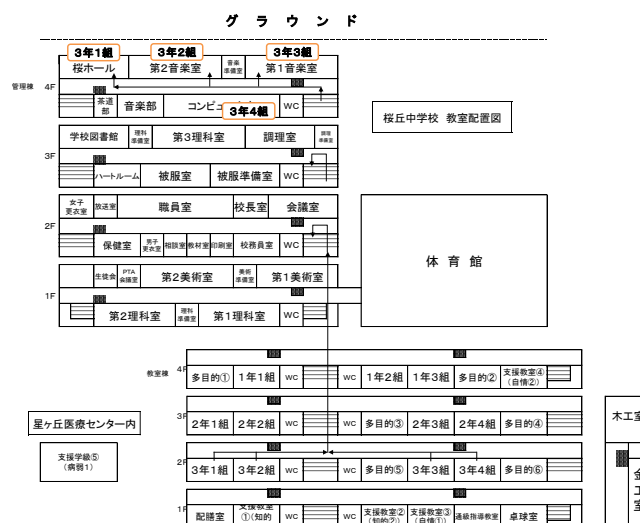 グラウンド
3年1組 3年2組 3年3組
桜ホール 第2音楽室 音楽準備室 第1音楽室
管理棟 4F
茶道部 音楽部 コンピュ WC
3年4組
桜丘中学校 教室配置図
学校図書館 理科準備室 第3理科室 調理室 調理準備室
3F
ハートルーム 被服室 被服準備室 WC
女子更衣室 放送室 職員室 校長室 会議室
2F
保健室 男子更衣室 相談室 教材室 印刷室 校務員室 WC
体育館
生徒会 PTA会議室 第2美術室 美術準備室 第1美術室
1F
第2理科室 理科準備室 第1理科室 WC
教室棟 4F
多目的① 1年1組 WC WC 1年2組 1年3組 多目的② 支援教室④(自情②)
3F
2年1組 2年2組 WC WC 多目的③ 2年3組 2年4組 多目的④
木工室
星ヶ丘医療センター内
支援学級⑤
(病弱1)
2F
3年1組 3年2組 WC WC 多目的⑤ 3年3組 3年4組 多目的⑥
金工室
1F
配膳室 支援教室①(知的 WC WC 支援教室②(知的②) 支援教室③(自情①) 通級指導教室 卓球室